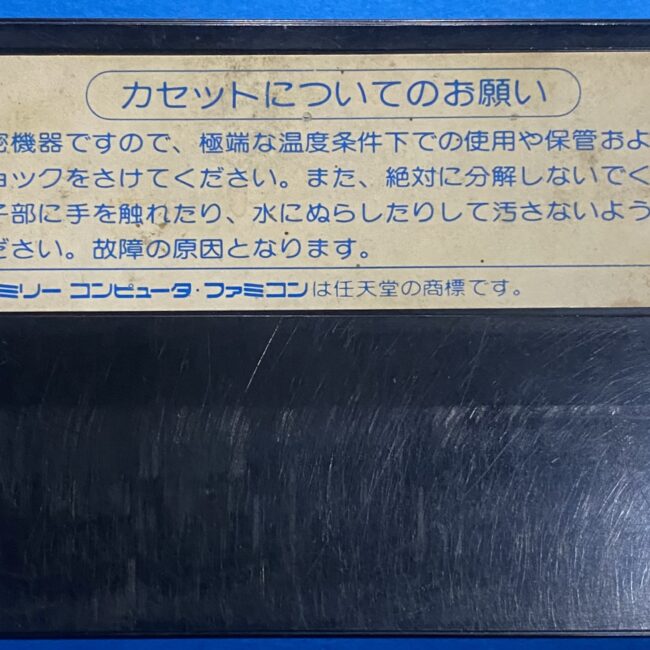 カセットについてのお願い
密機器ですので、極端な温度条件下での使用や保管およ
ョックをさけてください。また、絶対に分解しないでく
子部に手を触れたり、水にぬらしたりして汚さないよう
ださい。故障の原因となります。
ミリーコンピュータ・ファミコンは任天堂の商標です。